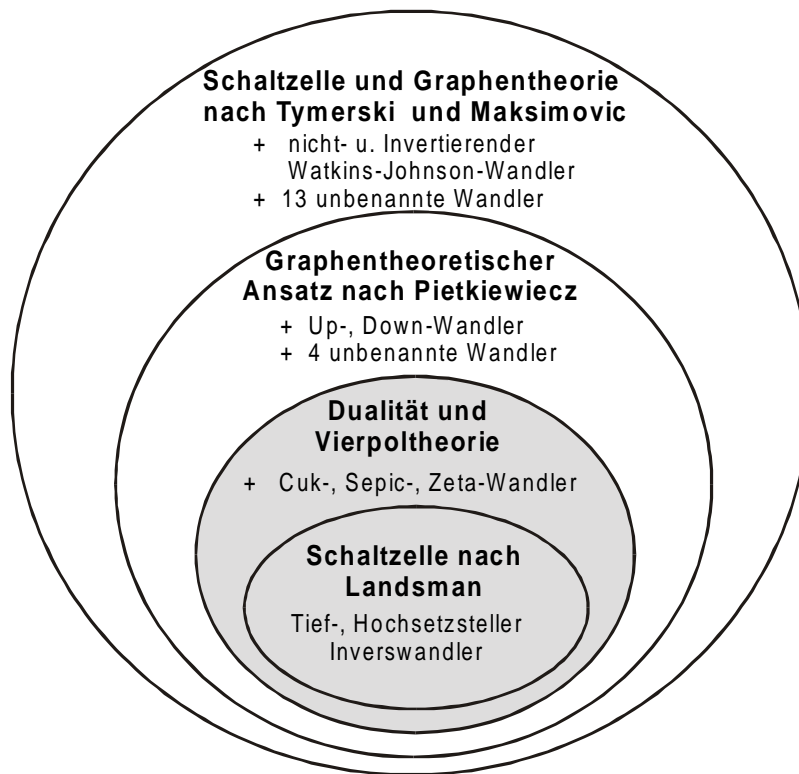 Schaltzelle und Graphentheorie
nach Tymerski und Maksimovic
+ nicht- u. Invertierender
Watkins-Johnson-Wandler
+ 13 unbenannte Wandler
Graphentheoretischer
Ansatz nach Pietkiewiecz
+ Up-, Down-Wandler
+ 4 unbenannte Wandler
Dualität und
Vierpoltheorie
+ Cuk-, Sepic-, Zeta-Wandler
Schaltzelle nach
Landsman
Tief-, Hochsetzsteller
Inverswandler